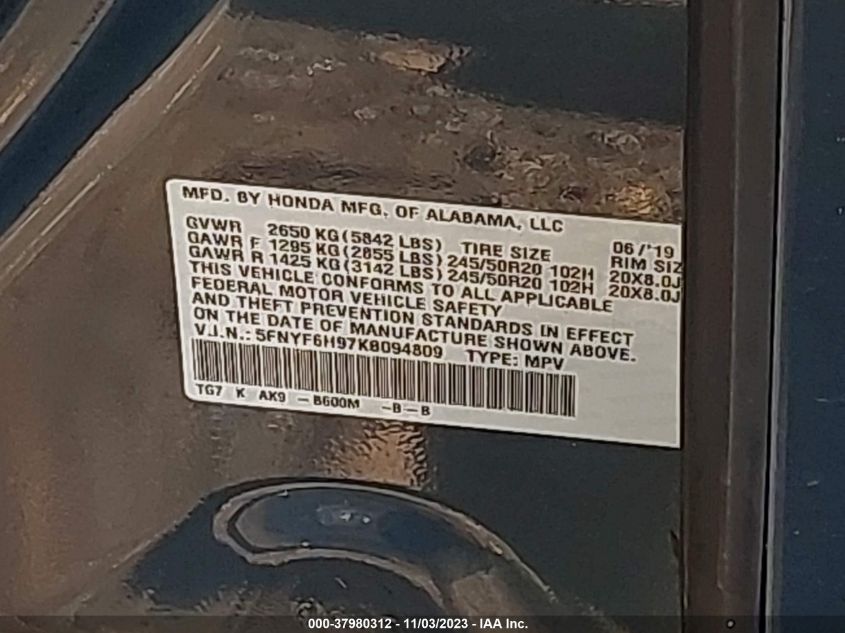 MFD. BY HONDA MFG. OF ALABAMA, LLC
GVWR 2650 KG(5842 LBS) TIRE SIZE 06/'19 RIM SIZ
GAWR F 1295 KG(2855 LBS)245/50R20 102H 20X8.0J
GAWR R 1425 KG(3142 LBS)245/50R20 102H 20X8.0J
THIS VEHICLE CONFORMS TO ALL APPLICABLE
FEDERAL MOTOR VEHICLE SAFETY
AND THEFT PREVENTION STANDARDS IN EFFECT
ON THE DATE OF MANUFACTURE SHOWN ABOVE.
V.I.N.: 5FNYF6H97KB094809 TYPE: MPV
TG7 K AK9 -B600M -B-B
000-37980312 - 11/03/2023 - IAA Inc.